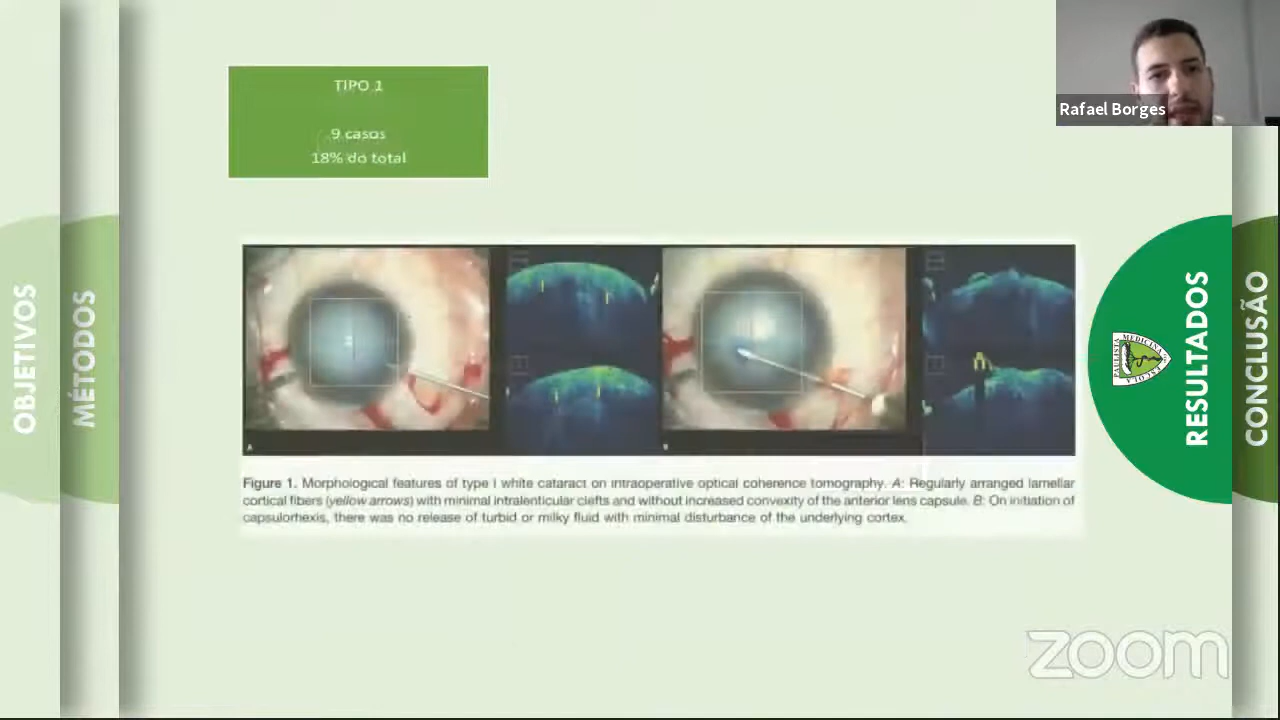 TIPO 1
9 casos
18% do total
Rafael Borges
OBJETIVOS
MÉTODOS
RESULTADOS
CONCLUSÃO
PAULISTA MEDICINA ESCOLA
A
B
Figure 1. Morphological features of type I white cataract on intraoperative optical coherence tomography. A: Regularly arranged lamellar
cortical fibers (yellow arrows) with minimal intralenticular clefts and without increased convexity of the anterior lens capsule. B: On initiation of
capsulorhexis, there was no release of turbid or milky fluid with minimal disturbance of the underlying cortex.
zoom